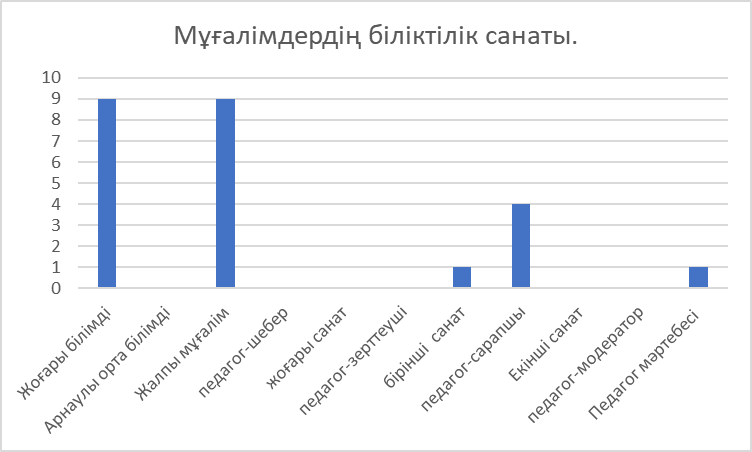 Мұғалімдердің біліктілік санаты.
10
9
8
7
6
5
4
3
2
1
0
Жоғары білімді
Арнаулы орта білімді
Жалпы мұғалім
педагог-шебер
жоғары санат
педагог-зерттеуші
бірінші  санат
педагог-сарапшы
Екінші санат
педагог-модератор
Педагог мәртебесі